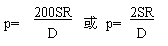 p= 200SR/D 或 p= 2SR/D